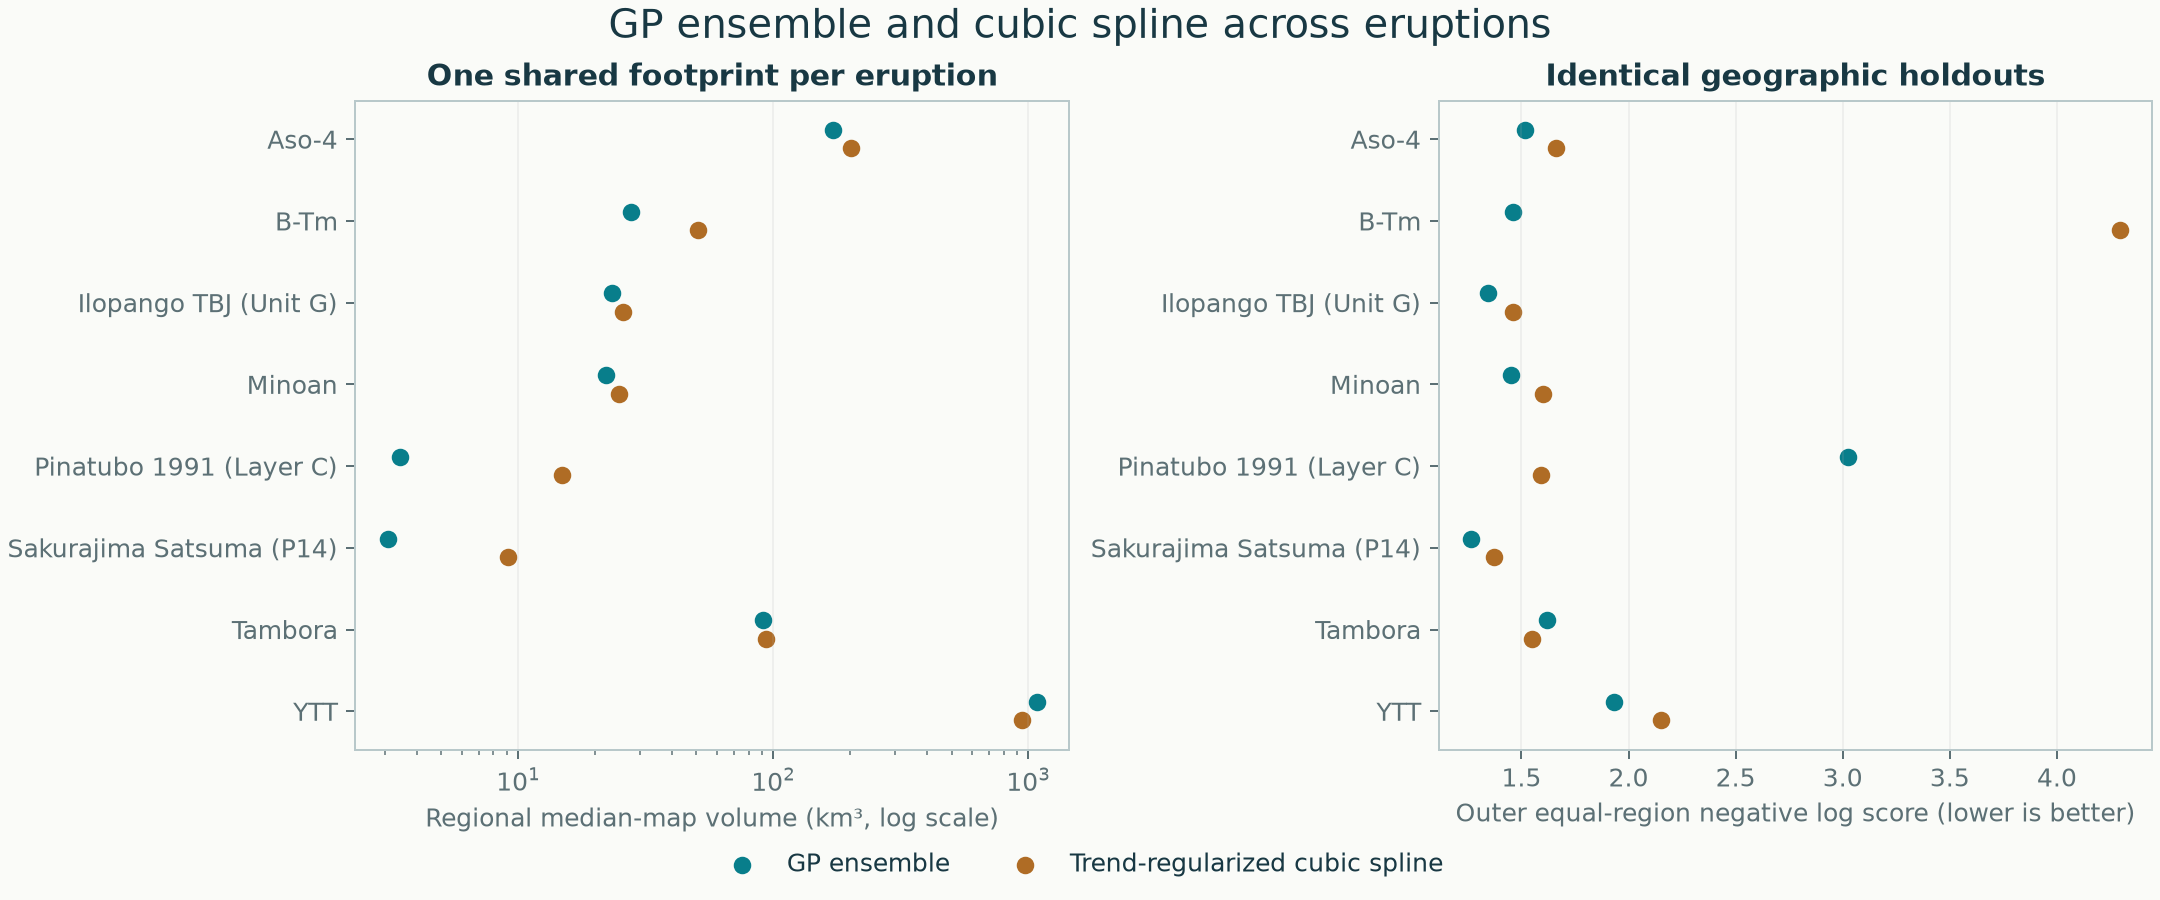 GP ensemble and cubic spline across eruptions
One shared footprint per eruption
Aso-4
B-Tm
Ilopango TBJ (Unit G)
Minoan
Pinatubo 1991 (Layer C)
Sakurajima Satsuma (P14)
Tambora
YTT
10¹ 10² 10³
Regional median-map volume (km³, log scale)
Identical geographic holdouts
Aso-4
B-Tm
Ilopango TBJ (Unit G)
Minoan
Pinatubo 1991 (Layer C)
Sakurajima Satsuma (P14)
Tambora
YTT
1.5 2.0 2.5 3.0 3.5 4.0
Outer equal-region negative log score (lower is better)
GP ensemble Trend-regularized cubic spline